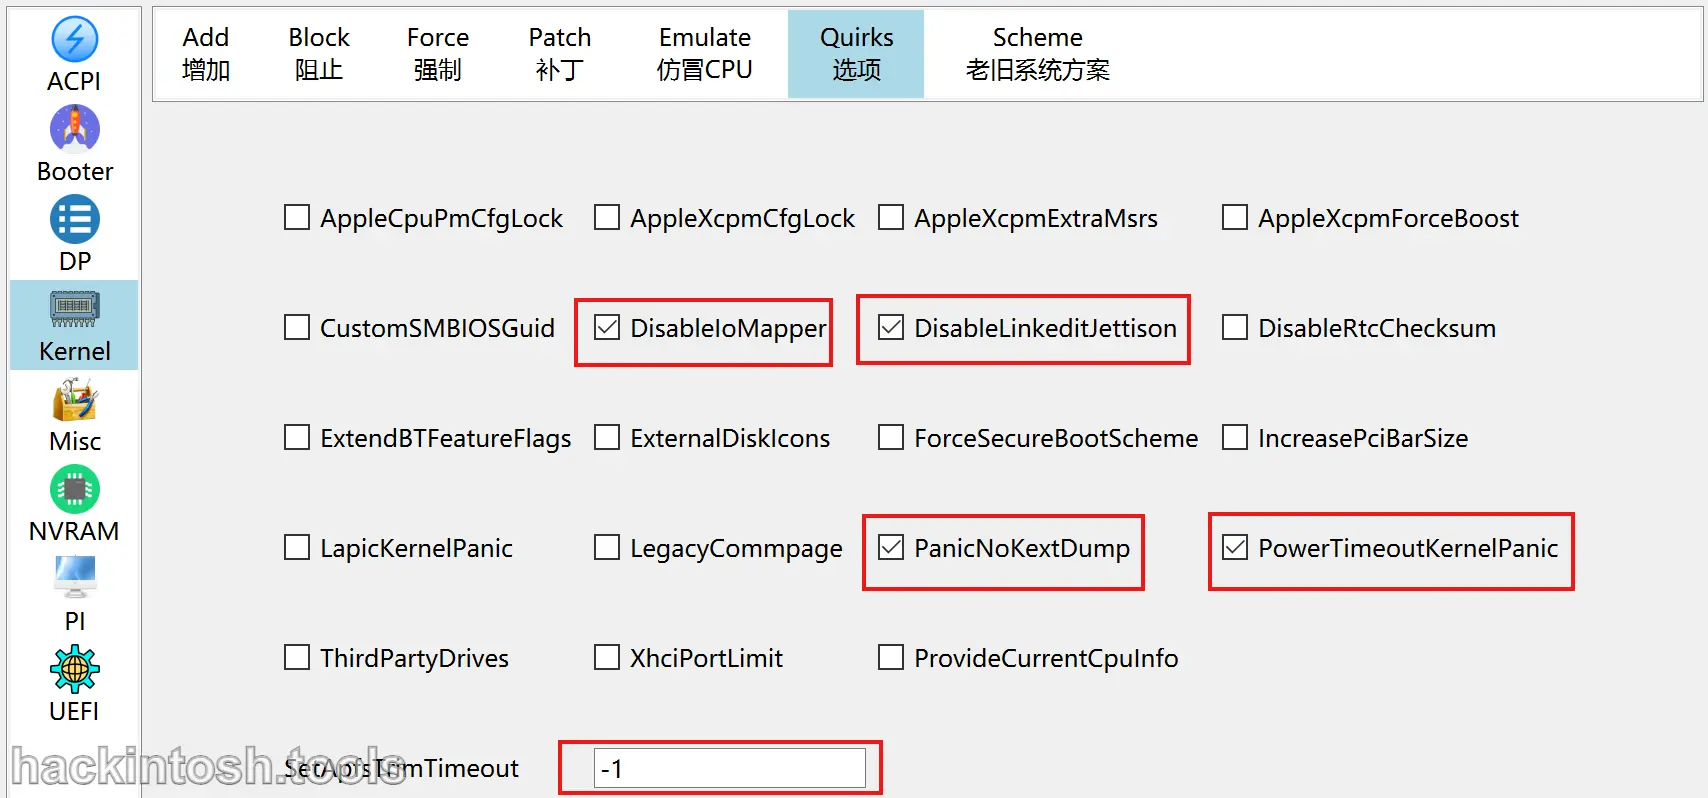 ACPI
Booter
DP
Kernel
Misc
NVRAM
PI
UEFI
Add
增加
Block
阻止
Force
强制
Patch
补丁
Emulate
仿冒CPU
Quirks
选项
Scheme
老旧系统方案
AppleCpuPmCfgLock AppleXcpmCfgLock AppleXcpmExtraMsrs AppleXcpmForceBoost
CustomSMBIOSGuid DisableIoMapper DisableLinkeditJettison DisableRtcChecksum
ExtendBTFeatureFlags ExternalDiskIcons ForceSecureBootScheme IncreasePciBarSize
LapicKernelPanic LegacyCommpage PanicNoKextDump PowerTimeoutKernelPanic
ThirdPartyDrives XhciPortLimit ProvideCurrentCpuInfo
SetApfsTrimTimeout -1
hackintosh.tools